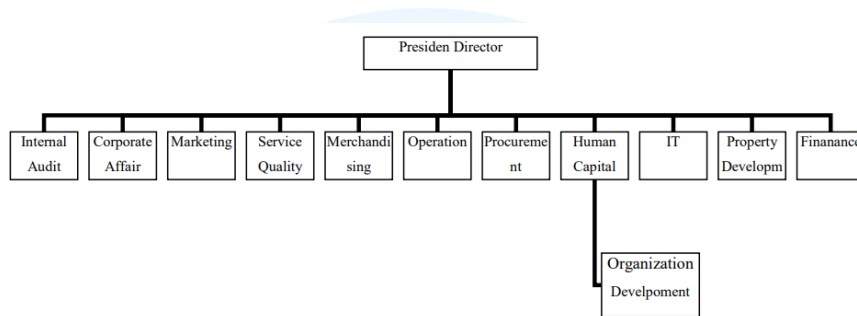 Presiden Director
Internal
Audit
Corporate
Affair
Marketing
Service
Quality
Merchandi
sing
Operation
Procureme
nt
Human
Capital
IT
Property
Developm
Finanance
Organization
Develpoment